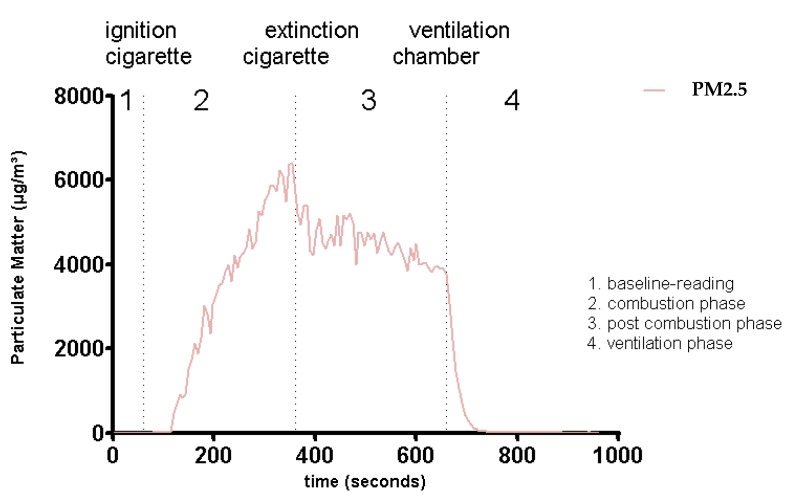 ignition extinction ventilation
cigarette cigarette chamber
1 2 3 4
PM2.5
Particulate Matter (µg/m³)
8000
6000
4000
2000
0
1. baseline-reading
2. combustion phase
3. post combustion phase
4. ventilation phase
0 200 400 600 800 1000
time (seconds)